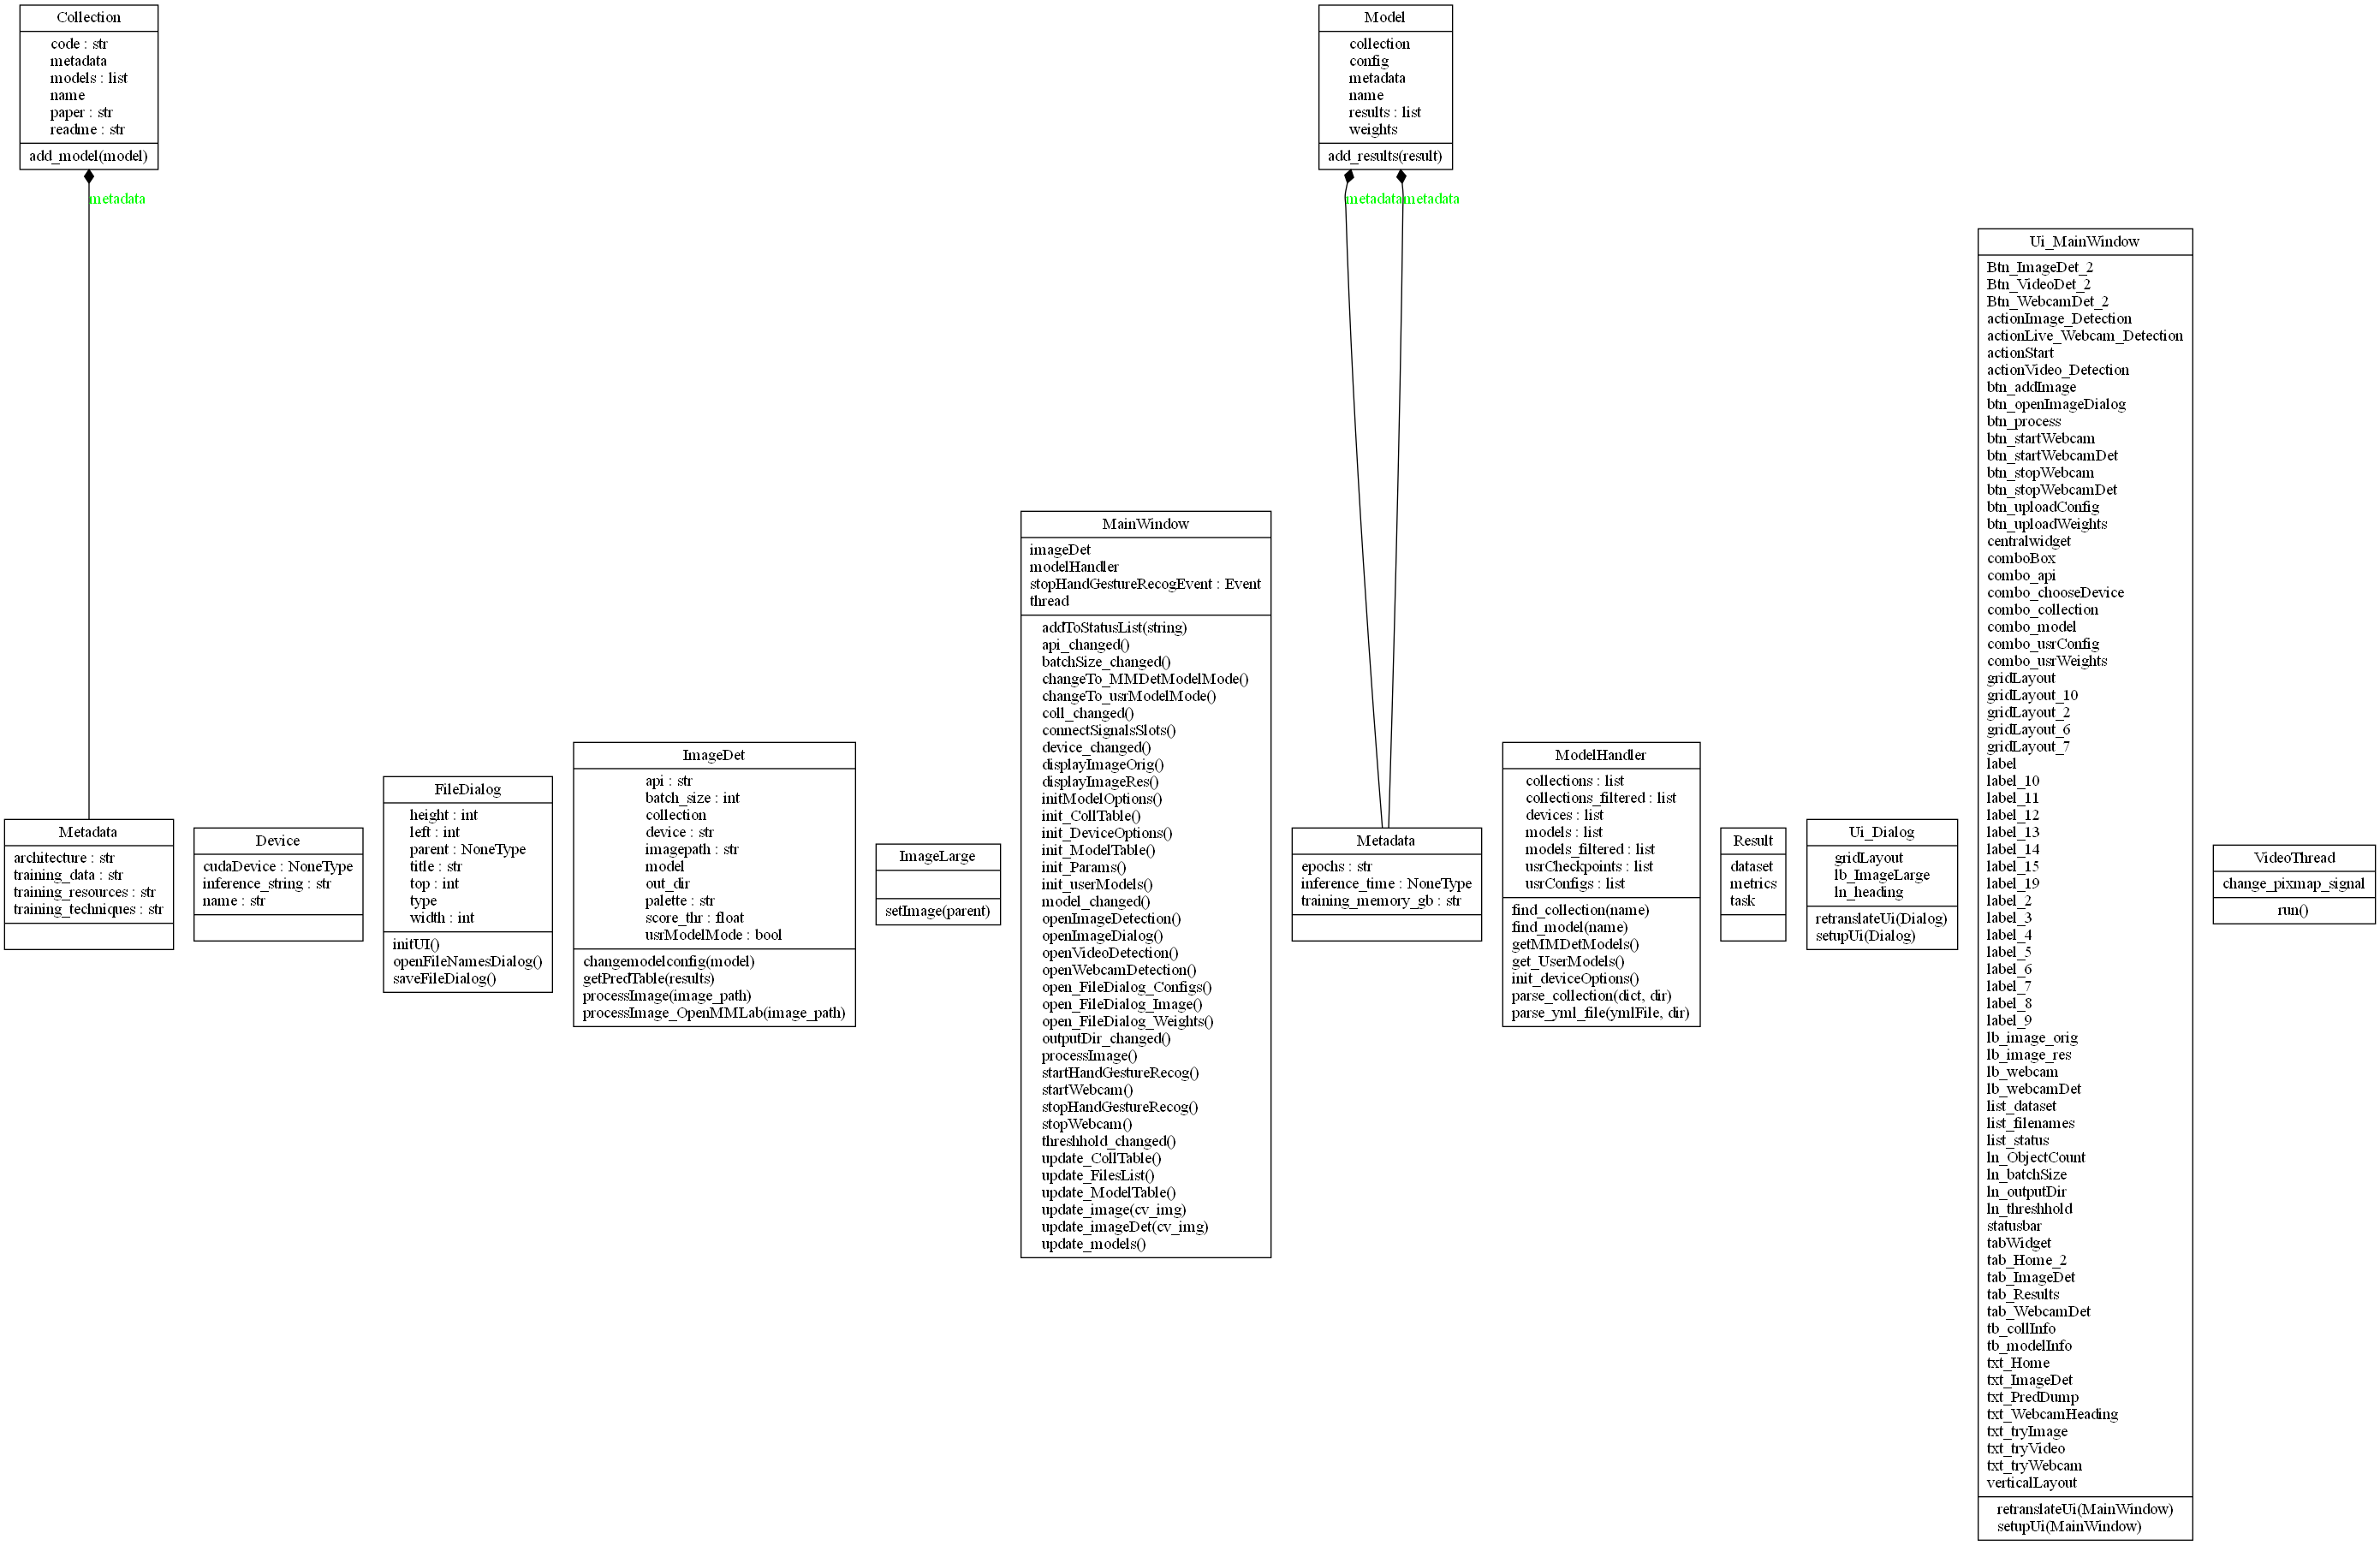 Collection
code : str
metadata
models : list
name
paper : str
readme : str
add_model(model)
metadata
Model
collection
config
metadata
name
results : list
weights
add_results(result)
metadata
metadata
Metadata
architecture : str
training_data : str
training_resources : str
training_techniques : str
Device
cudaDevice : NoneType
inference_string : str
name : str
FileDialog
height : int
left : int
parent : NoneType
title : str
top : int
type
width : int
initUI()
openFileNamesDialog()
saveFileDialog()
ImageDet
api : str
batch_size : int
collection
device : str
imagepath : str
model
out_dir
palette : str
score_thr : float
usrModelMode : bool
changemodelconfig(model)
getPredTable(results)
processImage(image_path)
processImage_OpenMMLab(image_path)
ImageLarge
setImage(parent)
MainWindow
imageDet
modelHandler
stopHandGestureRecogEvent : Event
thread
addToStatusList(string)
api_changed()
batchSize_changed()
changeTo_MMDetModelMode()
changeTo_usrModelMode()
coll_changed()
connectSignalsSlots()
device_changed()
displayImageOrig()
displayImageRes()
initModelOptions()
init_CollTable()
init_DeviceOptions()
init_ModelTable()
init_Params()
init_userModels()
model_changed()
openImageDetection()
openImageDialog()
openVideoDetection()
openWebcamDetection()
open_FileDialog_Configs()
open_FileDialog_Image()
open_FileDialog_Weights()
outputDir_changed()
processImage()
startHandGestureRecog()
startWebcam()
stopHandGestureRecog()
stopWebcam()
threshhold_changed()
update_CollTable()
update_FilesList()
update_ModelTable()
update_image(cv_img)
update_imageDet(cv_img)
update_models()
Metadata
epochs : str
inference_time : NoneType
training_memory_gb : str
ModelHandler
collections : list
collections_filtered : list
devices : list
models : list
models_filtered : list
usrCheckpoints : list
usrConfigs : list
find_collection(name)
find_model(name)
getMMDetModels()
get_UserModels()
init_deviceOptions()
parse_collection(dict, dir)
parse_yml_file(ymlFile, dir)
Result
dataset
metrics
task
Ui_Dialog
gridLayout
lb_ImageLarge
ln_heading
retranslateUi(Dialog)
setupUi(Dialog)
Ui_MainWindow
Btn_ImageDet_2
Btn_VideoDet_2
Btn_WebcamDet_2
actionImage_Detection
actionLive_Webcam_Detection
actionStart
actionVideo_Detection
btn_addImage
btn_openImageDialog
btn_process
btn_startWebcam
btn_startWebcamDet
btn_stopWebcam
btn_stopWebcamDet
btn_uploadConfig
btn_uploadWeights
centralwidget
comboBox
combo_api
combo_chooseDevice
combo_collection
combo_model
combo_usrConfig
combo_usrWeights
gridLayout
gridLayout_10
gridLayout_2
gridLayout_6
gridLayout_7
label
label_10
label_11
label_12
label_13
label_14
label_15
label_19
label_2
label_3
label_4
label_5
label_6
label_7
label_8
label_9
lb_image_orig
lb_image_res
lb_webcam
lb_webcamDet
list_dataset
list_filenames
list_status
ln_ObjectCount
ln_batchSize
ln_outputDir
ln_threshhold
statusbar
tabWidget
tab_Home_2
tab_ImageDet
tab_Results
tab_WebcamDet
tb_collInfo
tb_modelInfo
txt_Home
txt_ImageDet
txt_PredDump
txt_WebcamHeading
txt_tryImage
txt_tryVideo
txt_tryWebcam
verticalLayout
retranslateUi(MainWindow)
setupUi(MainWindow)
VideoThread
change_pixmap_signal
run()